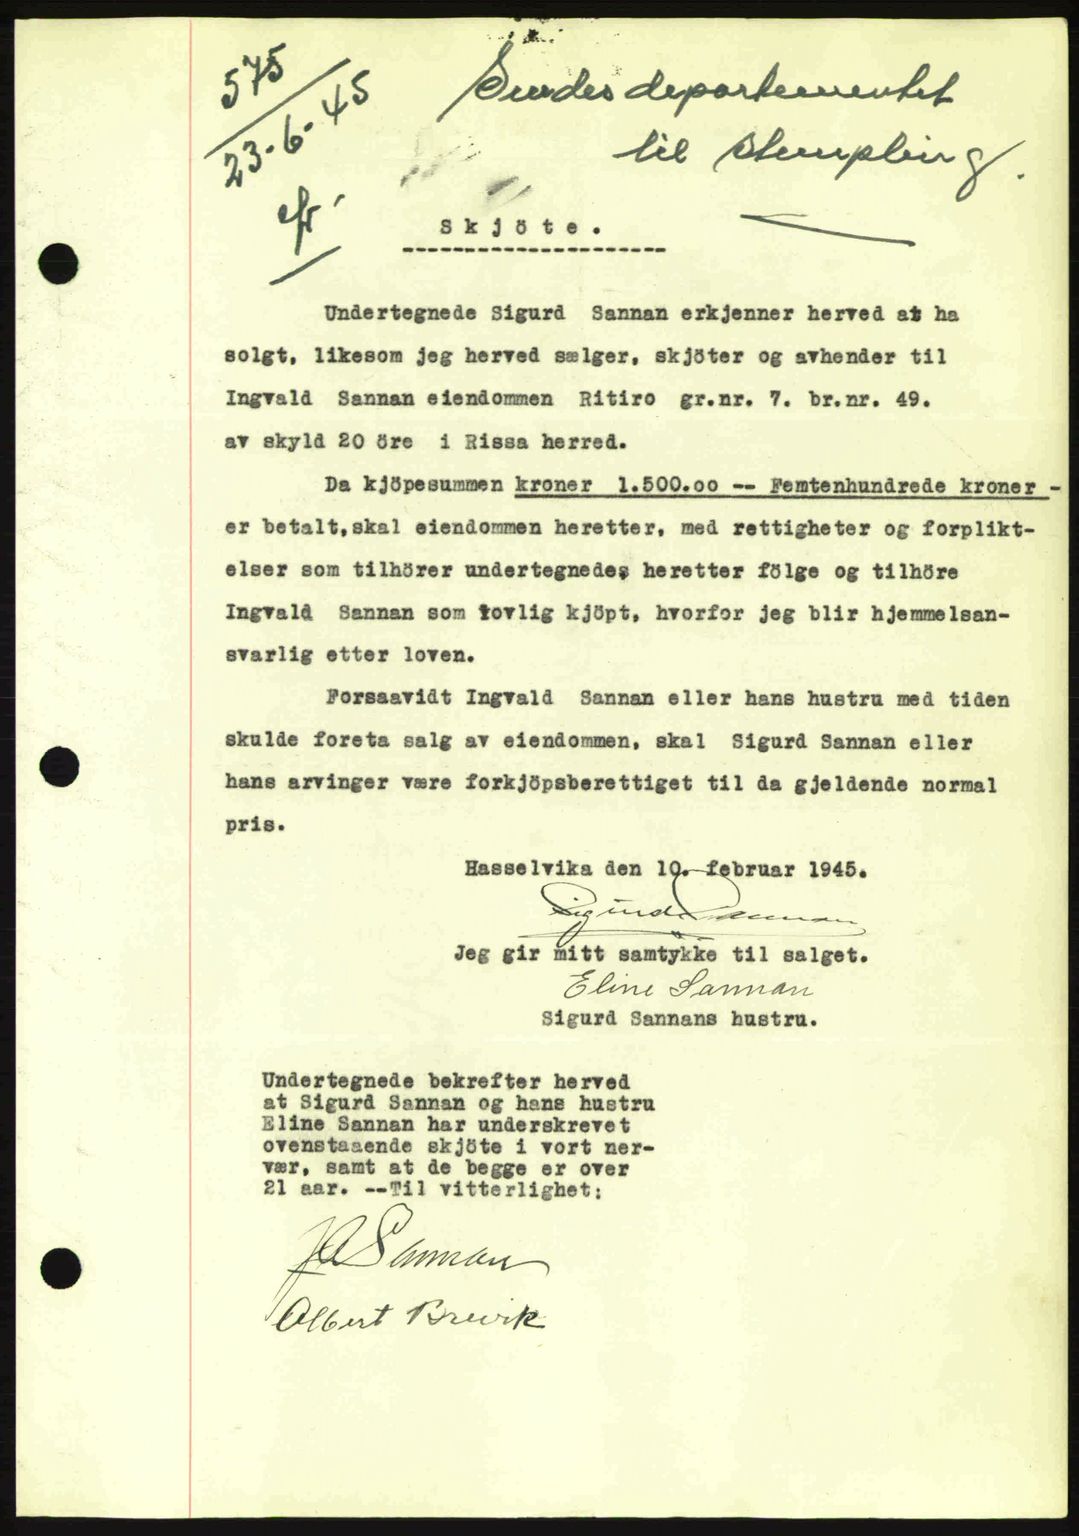 575
23-6-45
Sendes departementet
til stempling.
Skjöte.
Undertegnede Sigurd Sannan erkjenner herved at ha
solgt, likesom jeg herved sælger, skjöter og avhender til
Ingvald Sannan eiendommen Ritiro gr.nr. 7. br.nr. 49.
av skyld 20 öre i Rissa herred.
Da kjöpesummen kroner 1.500.oo -- Femtenhundrede kroner -
er betalt,skal eiendommen heretter, med rettigheter og forplikt-
elser som tilhörer undertegnede, heretter fölge og tilhöre
Ingvald Sannan som lovlig kjöpt, hvorfor jeg blir hjemmelsan-
svarlig etter loven.
Forsaavidt Ingvald Sannan eller hans hustru med tiden
skulde foreta salg av eiendommen, skal Sigurd Sannan eller
hans arvinger være forkjöpsberettiget til da gjeldende normal
pris.
Hasselvika den 10. februar 1945.
Sigurd Sannan
Jeg gir mitt samtykke til salget.
Eline Sannan
Sigurd Sannans hustru.
Undertegnede bekrefter herved
at Sigurd Sannan og hans hustru
Eline Sannan har underskrevet
ovenstaaende skjöte i vort ner-
vær, samt at de begge er over
21 aar. --Til vitterlighet:
Sannan
Albert Brevik